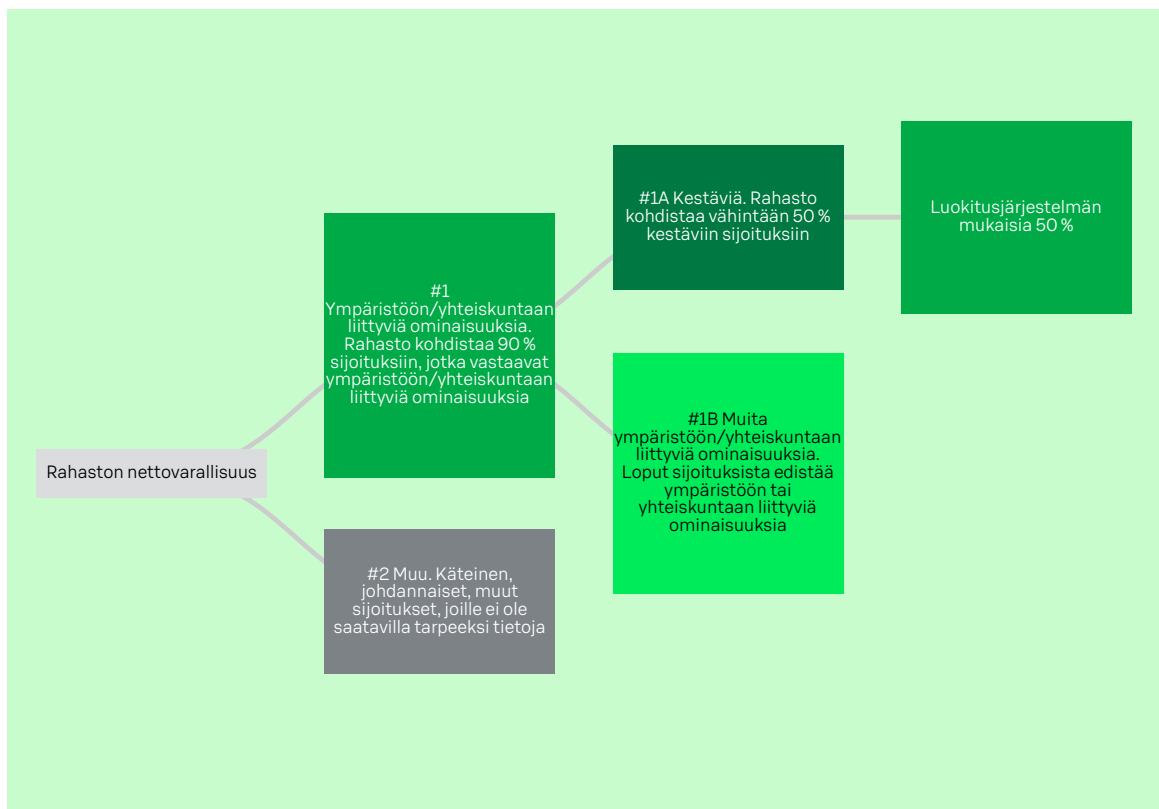 Rahaston nettovarallisuus
#1
Ympäristöön/yhteiskuntaan
liittyviä ominaisuuksia.
Rahasto kohdistaa 90 %
sijoituksiin, jotka vastaavat
ympäristöön/yhteiskuntaan
liittyviä ominaisuuksia
#2 Muu. Käteinen,
johdannaiset, muut
sijoitukset, joille ei ole
saatavilla tarpeeksi tietoja
#1A Kestäviä. Rahasto
kohdistaa vähintään 50 %
kestäviin sijoituksiin
#1B Muita
ympäristöön/yhteiskuntaan
liittyviä ominaisuuksia.
Loput sijoituksista edistää
ympäristöön tai
yhteiskuntaan liittyviä
ominaisuuksia
Luokitusjärjestelmän
mukaisia 50 %